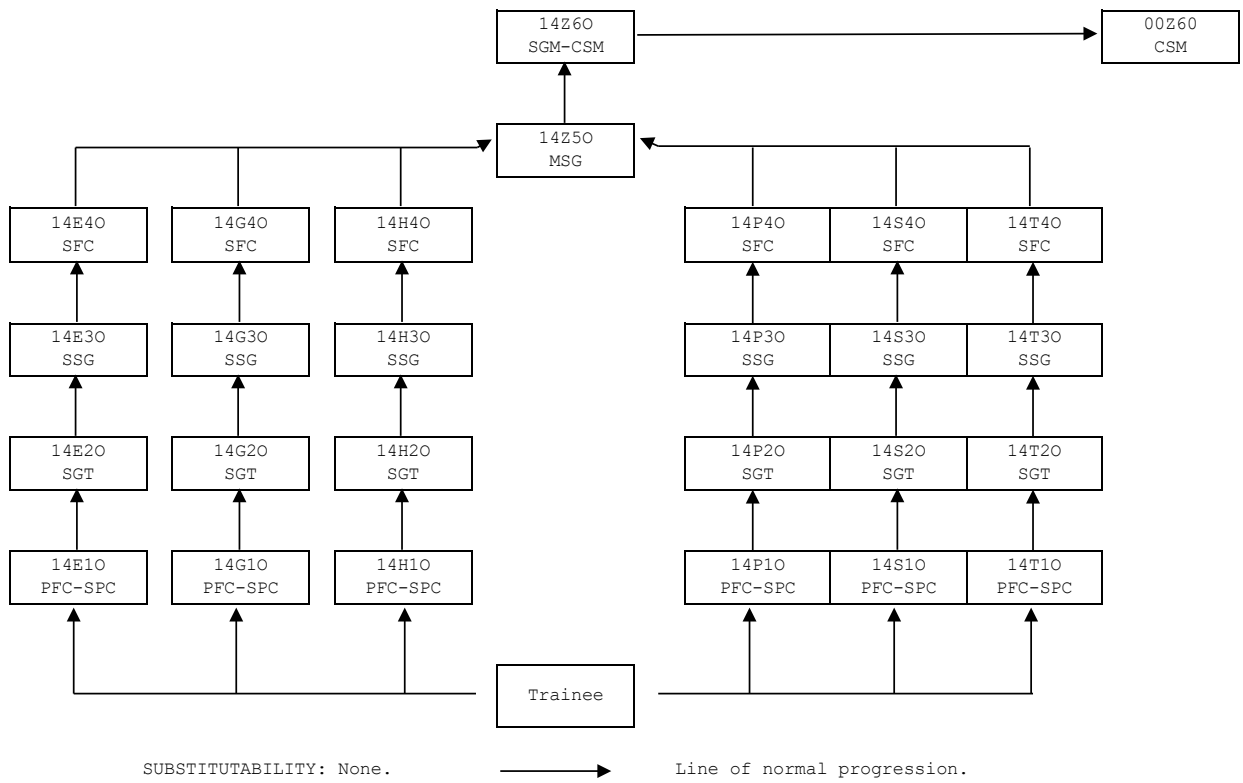 14Z6O
SGM-CSM
00Z60
CSM
14Z5O
MSG
14E4O
SFC
14G4O
SFC
14H4O
SFC
14P4O
SFC
14S4O
SFC
14T4O
SFC
14E3O
SSG
14G3O
SSG
14H3O
SSG
14P3O
SSG
14S3O
SSG
14T3O
SSG
14E2O
SGT
14G2O
SGT
14H2O
SGT
14P2O
SGT
14S2O
SGT
14T2O
SGT
14E1O
PFC-SPC
14G1O
PFC-SPC
14H1O
PFC-SPC
14P1O
PFC-SPC
14S1O
PFC-SPC
14T1O
PFC-SPC
Trainee
SUBSTITUTABILITY: None.
Line of normal progression.